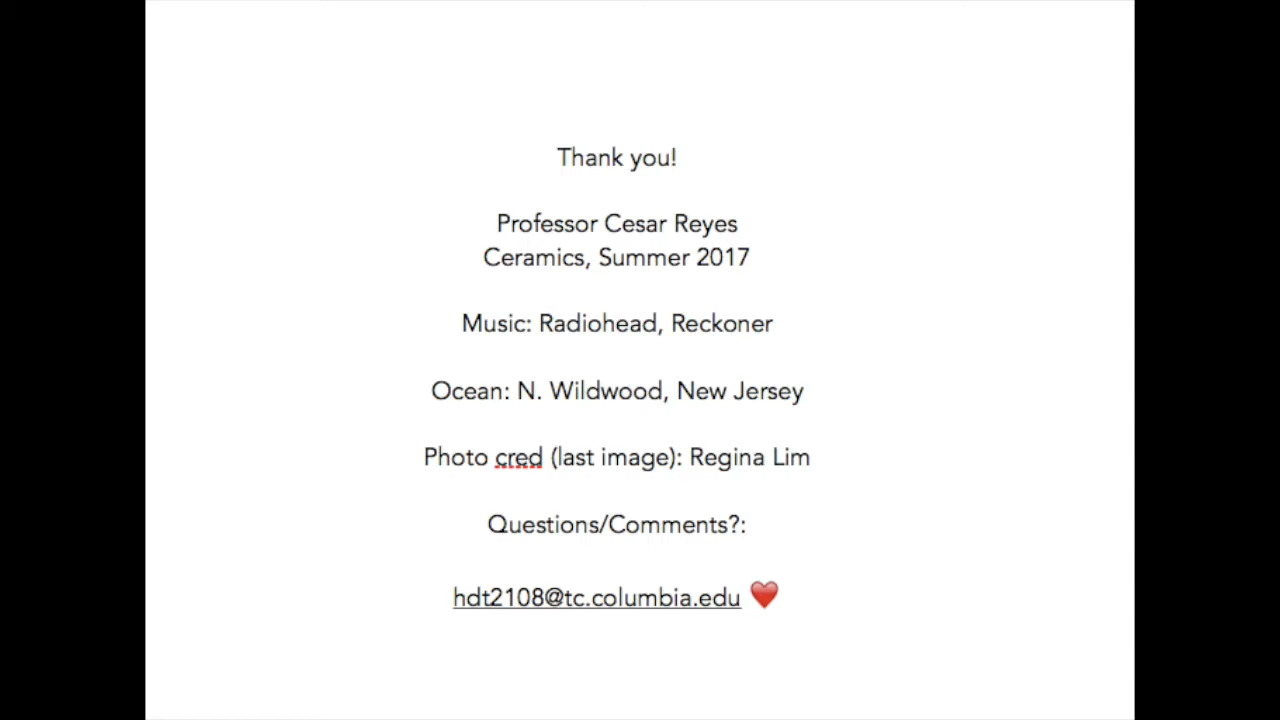 Thank you!
Professor Cesar Reyes
Ceramics, Summer 2017
Music: Radiohead, Reckoner
Ocean: N. Wildwood, New Jersey
Photo cred (last image): Regina Lim
Questions/Comments?:
hdt2108@tc.columbia.edu ❤️